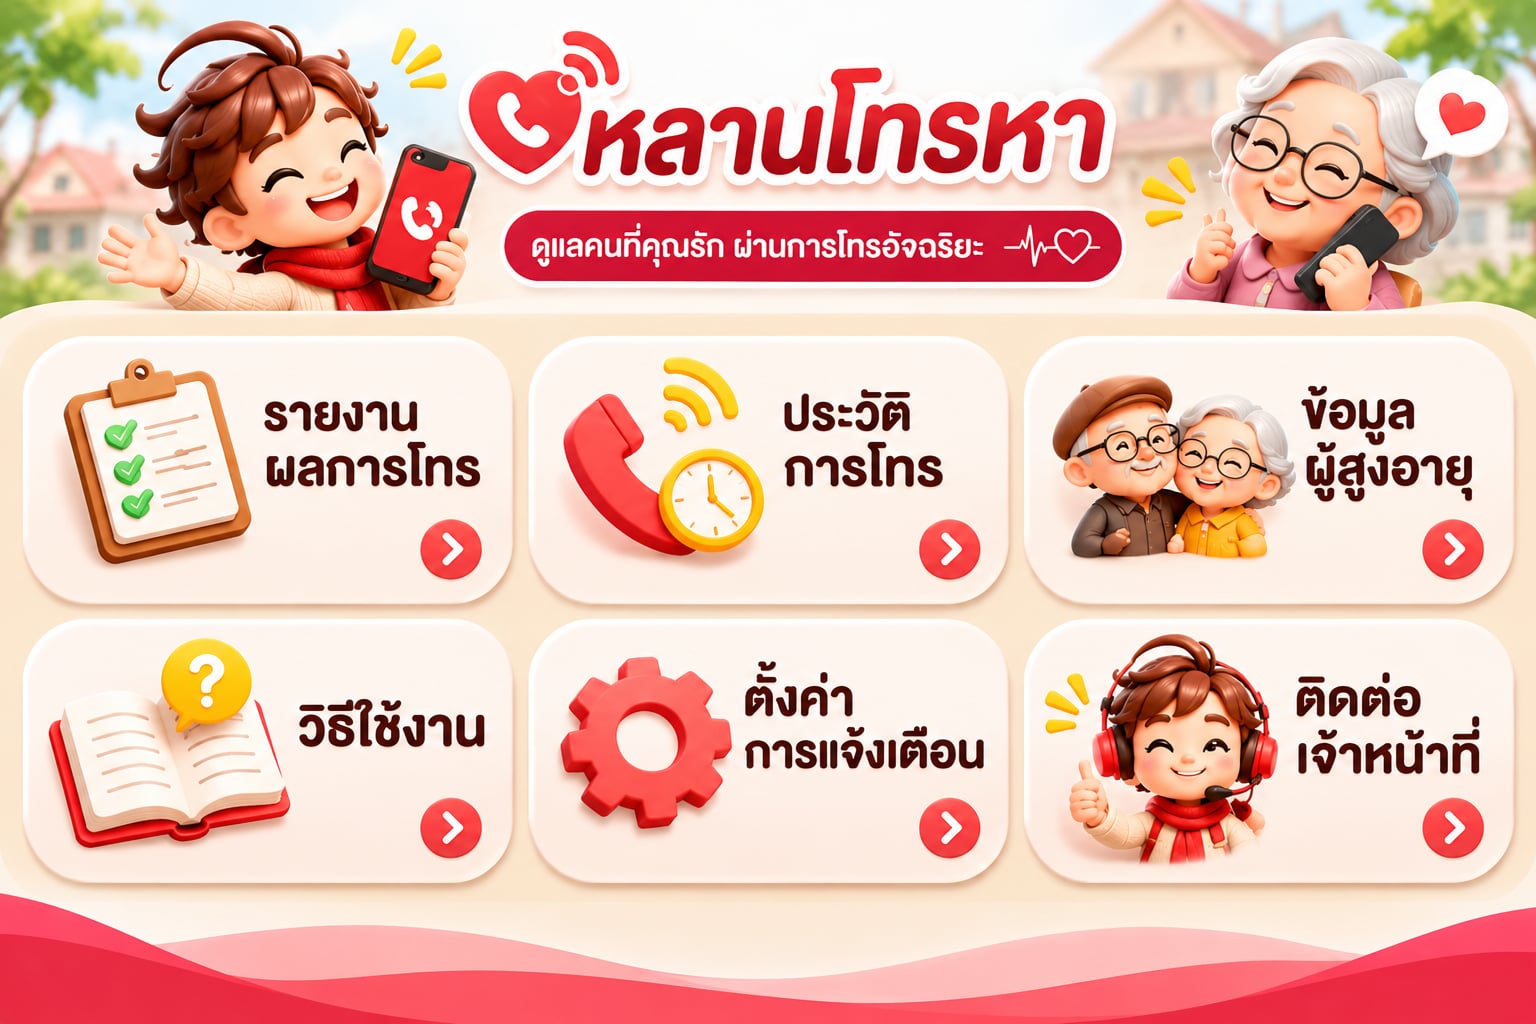 หลานโทรหา
ดูแลคนที่คุณรัก ผ่านการโทรอัจฉริยะ
รายงาน
ผลการโทร
ประวัติ
การโทร
ข้อมูล
ผู้สูงอายุ
?
วิธีใช้งาน
ตั้งค่า
การแจ้งเตือน
ติดต่อ
เจ้าหน้าที่